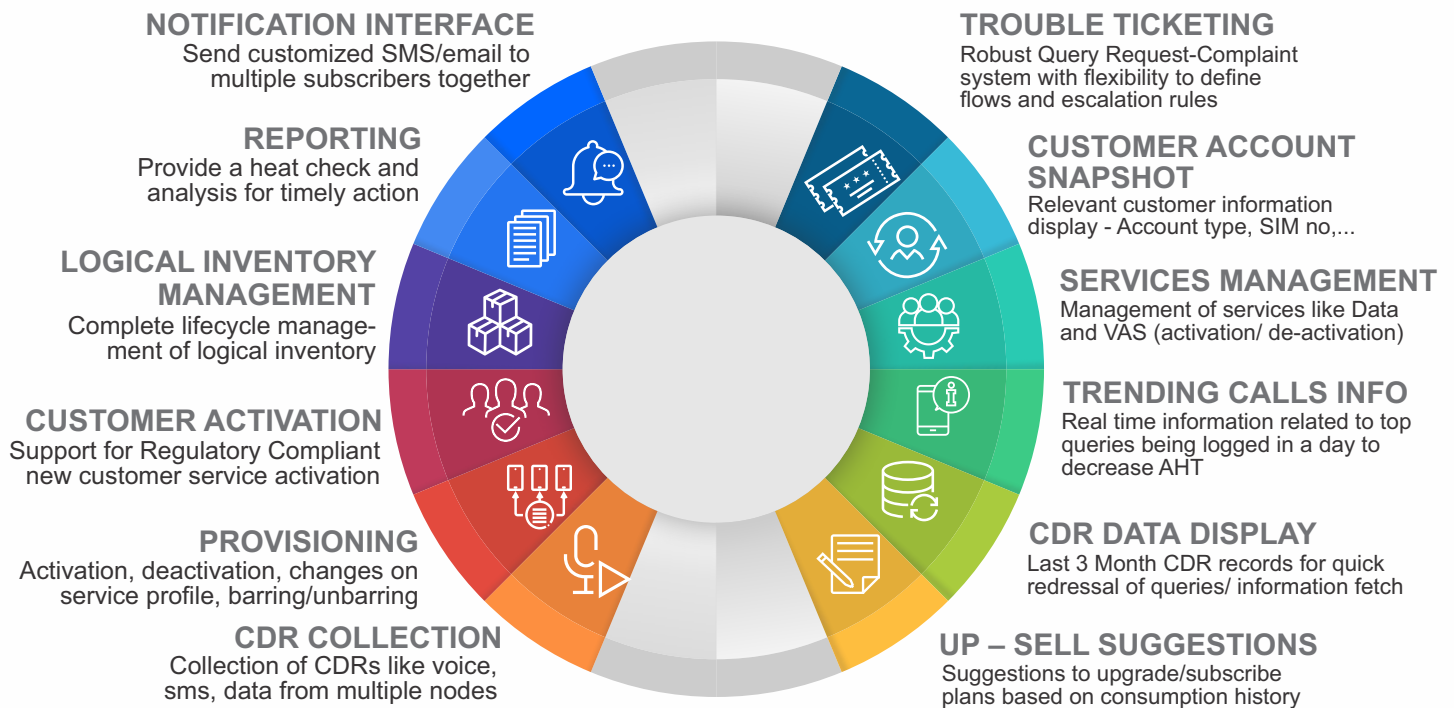 NOTIFICATION INTERFACE
Send customized SMS/email to
multiple subscribers together
REPORTING
Provide a heat check and
analysis for timely action
LOGICAL INVENTORY
MANAGEMENT
Complete lifecycle manage-
ment of logical inventory
CUSTOMER ACTIVATION
Support for Regulatory Compliant
new customer service activation
PROVISIONING
Activation, deactivation, changes on
service profile, barring/unbarring
CDR COLLECTION
Collection of CDRs like voice,
sms, data from multiple nodes
TROUBLE TICKETING
Robust Query Request-Complaint
system with flexibility to define
flows and escalation rules
CUSTOMER ACCOUNT
SNAPSHOT
Relevant customer information
display - Account type, SIM no,...
SERVICES MANAGEMENT
Management of services like Data
and VAS (activation/ de-activation)
TRENDING CALLS INFO
Real time information related to top
queries being logged in a day to
decrease AHT
CDR DATA DISPLAY
Last 3 Month CDR records for quick
redressal of queries/ information fetch
UP – SELL SUGGESTIONS
Suggestions to upgrade/subscribe
plans based on consumption history